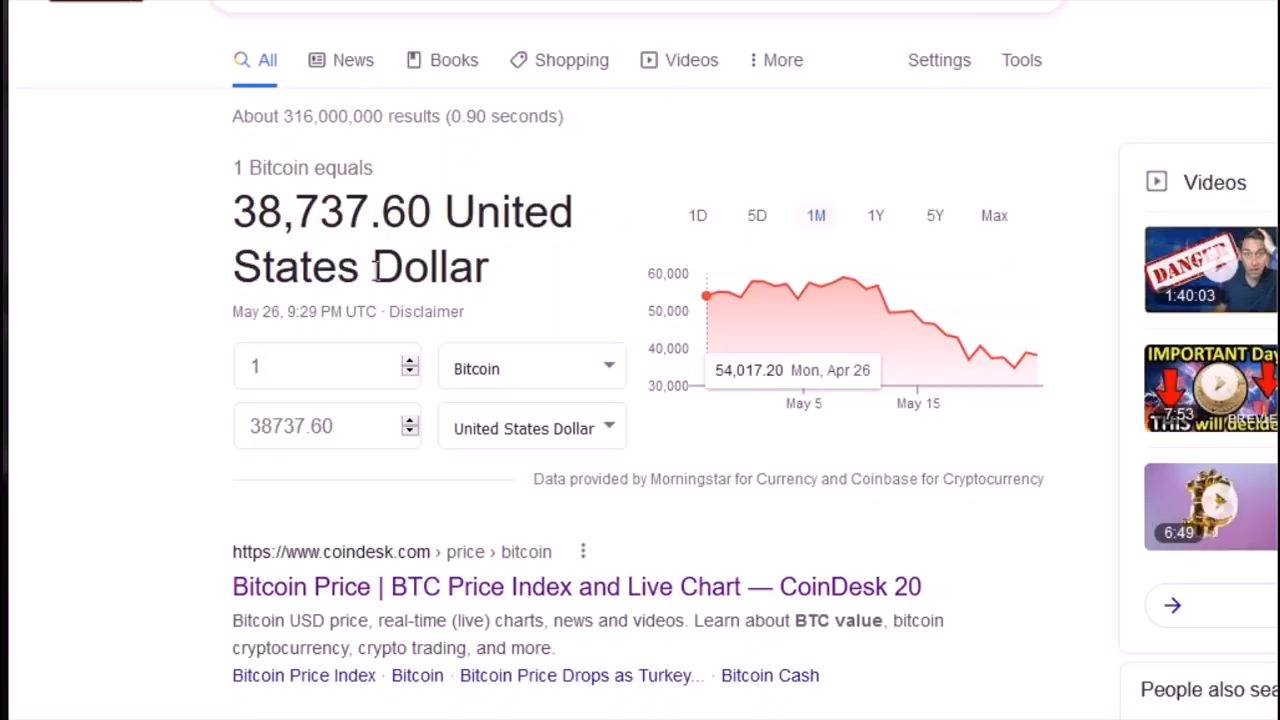 All
News
Books
Shopping
Videos
More
Settings
Tools
About 316,000,000 results (0.90 seconds)
1 Bitcoin equals
38,737.60 United
States Dollar
May 26, 9:29 PM UTC · Disclaimer
1
Bitcoin
38737.60
United States Dollar
1D
5D
1M
1Y
5Y
Max
60,000
50,000
40,000
30,000
54,017.20 Mon, Apr 26
May 5
May 15
Data provided by Morningstar for Currency and Coinbase for Cryptocurrency
https://www.coindesk.com › price › bitcoin
Bitcoin Price | BTC Price Index and Live Chart — CoinDesk 20
Bitcoin USD price, real-time (live) charts, news and videos. Learn about BTC value, bitcoin
cryptocurrency, crypto trading, and more.
Bitcoin Price Index · Bitcoin · Bitcoin Price Drops as Turkey... · Bitcoin Cash
Videos
DANGER
1:40:03
IMPORTANT Day
7:53
THIS will decide
6:49
People also sea